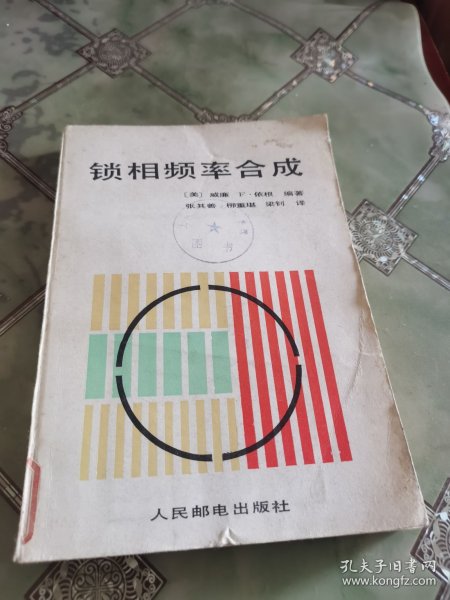 锁相频率合成
〔美〕威廉 F·依根 编著
张其善 柳重堪 梁钊 译
图书
人民邮电出版社
孔夫子旧书网
www.kongfz.com